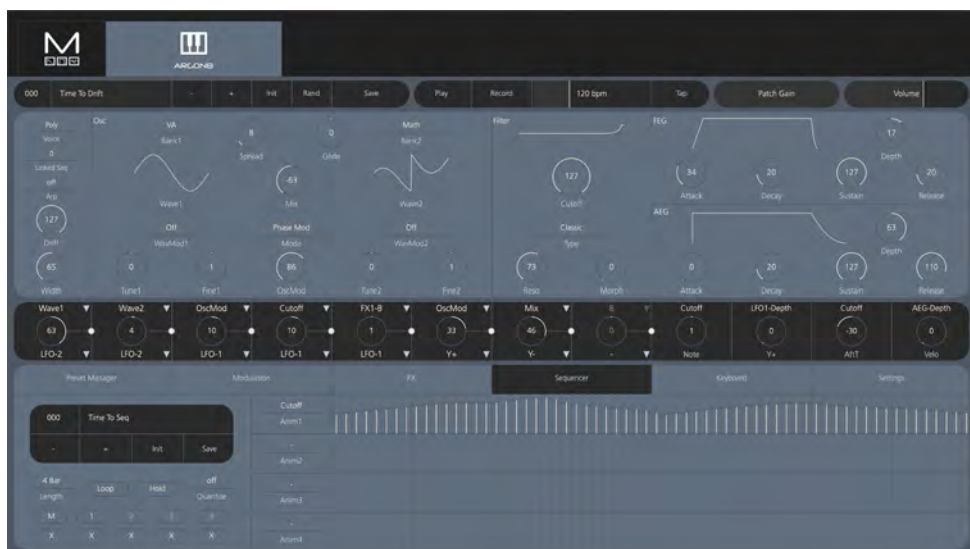 M
ARGON8
000 Time To Drift - + Init Rand Save Play Record 120 bpm Tap Patch Gain Volume
Poly Osc VA 8 0 Math Filter FEG 17
Voice Bank1 Spread Glide Bank2 Depth
0
Linked Seq
off -63 127 34 20 127 20
Arp Wave1 Mix Wave2 Cutoff Attack Decay Sustain Release
127 Off Phase Mod Off Classic AEG 63
Drift WavMod1 Mode WavMod2 Type Depth
65 0 1 86 0 1 73 0 0 20 127 110
Width Tune1 Fine1 OscMod Tune2 Fine2 Reso Morph Attack Decay Sustain Release
Wave1 Wave2 OscMod Cutoff FX1-B OscMod Mix Cutoff LFO1-Depth Cutoff AEG-Depth
63 4 10 10 1 33 46 0 1 0 -30 0
LFO-2 LFO-2 LFO-1 LFO-1 LFO-1 Y+ Y- - Note Y+ AftT Velo
Preset Manager Modulation FX Sequencer Keyboard Settings
000 Time To Seq Cutoff
Anim1
- + Init Save -
Anim2
4 Bar Loop Hold off -
Length Quantise Anim3
M 1 2 3 4 -
X X X X X Anim4